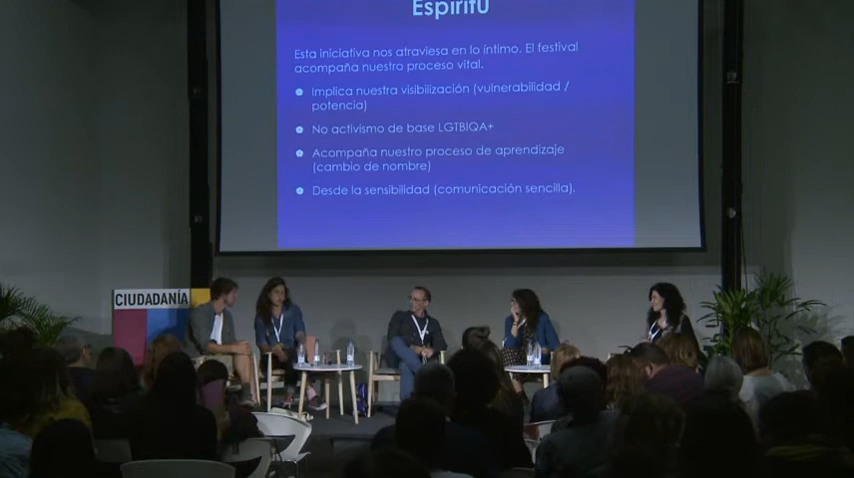 Espíritu
Esta iniciativa nos atraviesa en lo íntimo. El festival
acompaña nuestro proceso vital.
Implica nuestra visibilización (vulnerabilidad /
potencia)
No activismo de base LGTBIQA+
Acompaña nuestro proceso de aprendizaje
(cambio de nombre)
Desde la sensibilidad (comunicación sencilla).
CIUDADANÍA